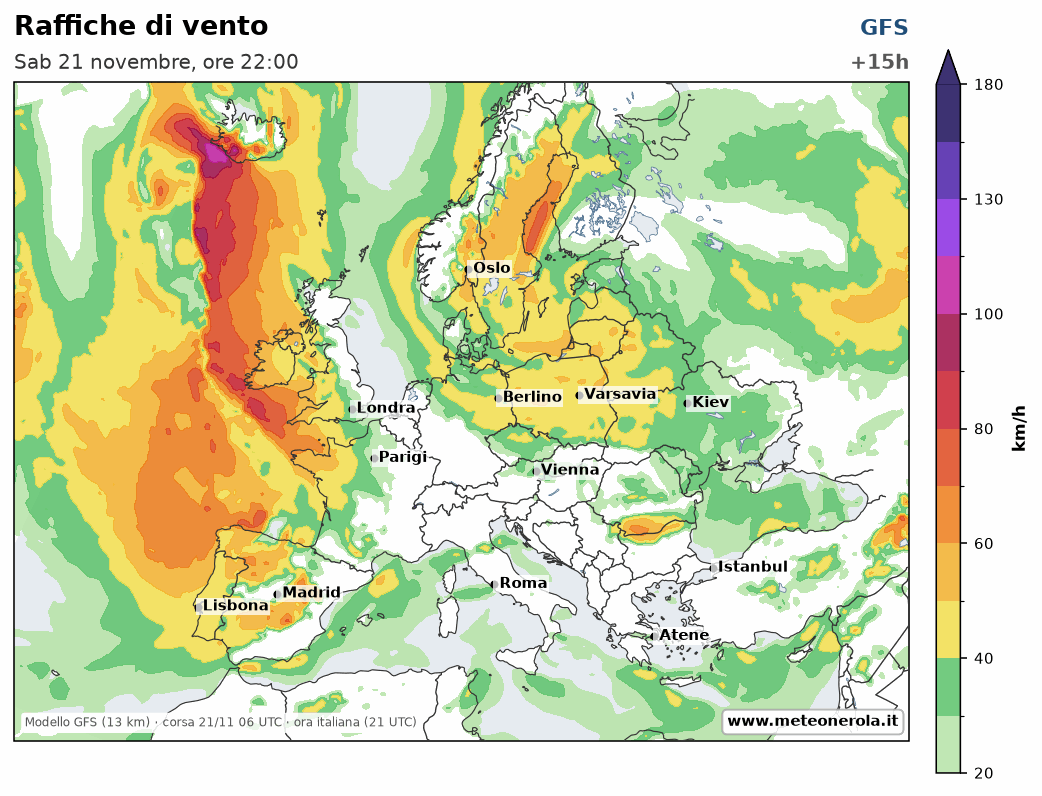 Raffiche di vento
GFS
Sab 21 novembre, ore 22:00
+15h
180
130
100
80
60
40
20
km/h
Oslo
Berlino
Varsavia
Kiev
Londra
Parigi
Vienna
Istanbul
Roma
Madrid
Lisbona
Atene
Modello GFS (13 km) · corsa 21/11 06 UTC · ora italiana (21 UTC)
www.meteonerola.it